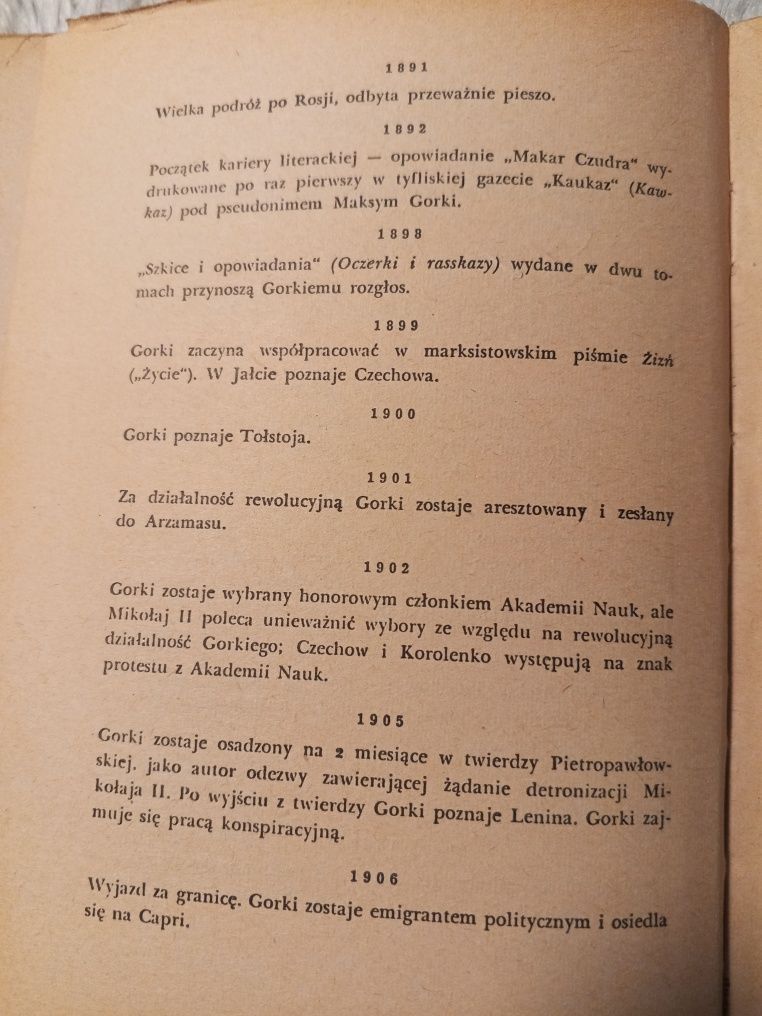 1891
Wielka podróż po Rosji, odbyta przeważnie pieszo.
1892
Początek kariery literackiej — opowiadanie „Makar Czudra“ wy-
drukowane po raz pierwszy w tyfliskiej gazecie „Kaukaz“ (Kaw-
kaz) pod pseudonimem Maksym Gorki.
1898
„Szkice i opowiadania“ (Oczerki i rasskazy) wydane w dwu to-
mach przynoszą Gorkiemu rozgłos.
1899
Gorki zaczyna współpracować w marksistowskim piśmie Żizń
(„Życie“). W Jałcie poznaje Czechowa.
1900
Gorki poznaje Tołstoja.
1901
Za działalność rewolucyjną Gorki zostaje aresztowany i zesłany
do Arzamasu.
1902
Gorki zostaje wybrany honorowym członkiem Akademii Nauk, ale
Mikołaj II poleca unieważnić wybory ze względu na rewolucyjną
działalność Gorkiego; Czechow i Korolenko występują na znak
protestu z Akademii Nauk.
1905
Gorki zostaje osadzony na 2 miesiące w twierdzy Pietropawłow-
skiej. jako autor odezwy zawierającej żądanie detronizacji Mi-
kołaja II. Po wyjściu z twierdzy Gorki poznaje Lenina. Gorki zaj-
muje się pracą konspiracyjną.
1906
Wyjazd za granicę. Gorki zostaje emigrantem politycznym i osiedla
się na Capri.